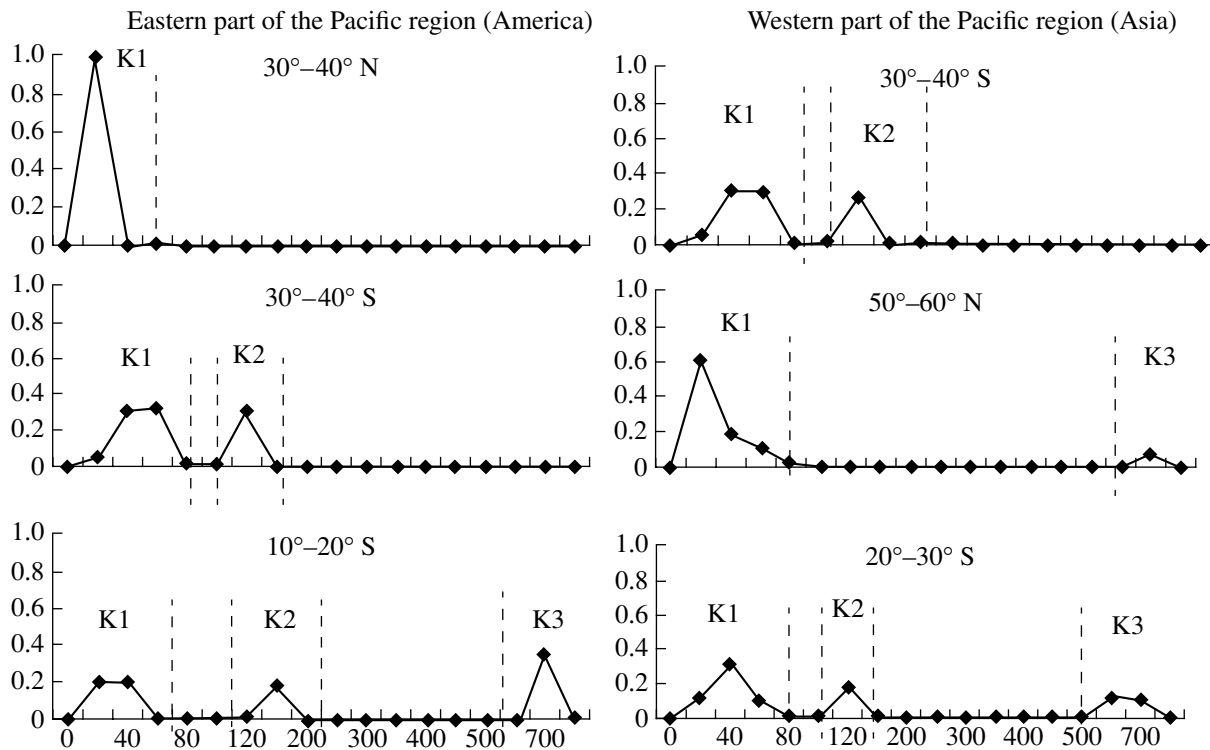 Eastern part of the Pacific region (America)
1.0
0.8
0.6
0.4
0.2
0
K1
30°–40° N
1.0
0.8
0.6
0.4
0.2
0
30°–40° S
K1
K2
1.0
0.8
0.6
0.4
0.2
0
10°–20° S
K1
K2
K3
0 40 80 120 200 300 400 500 700
Western part of the Pacific region (Asia)
1.0
0.8
0.6
0.4
0.2
0
30°–40° S
K1
K2
1.0
0.8
0.6
0.4
0.2
0
50°–60° N
K1
K3
1.0
0.8
0.6
0.4
0.2
0
20°–30° S
K1
K2
K3
0 40 80 120 200 300 400 500 700